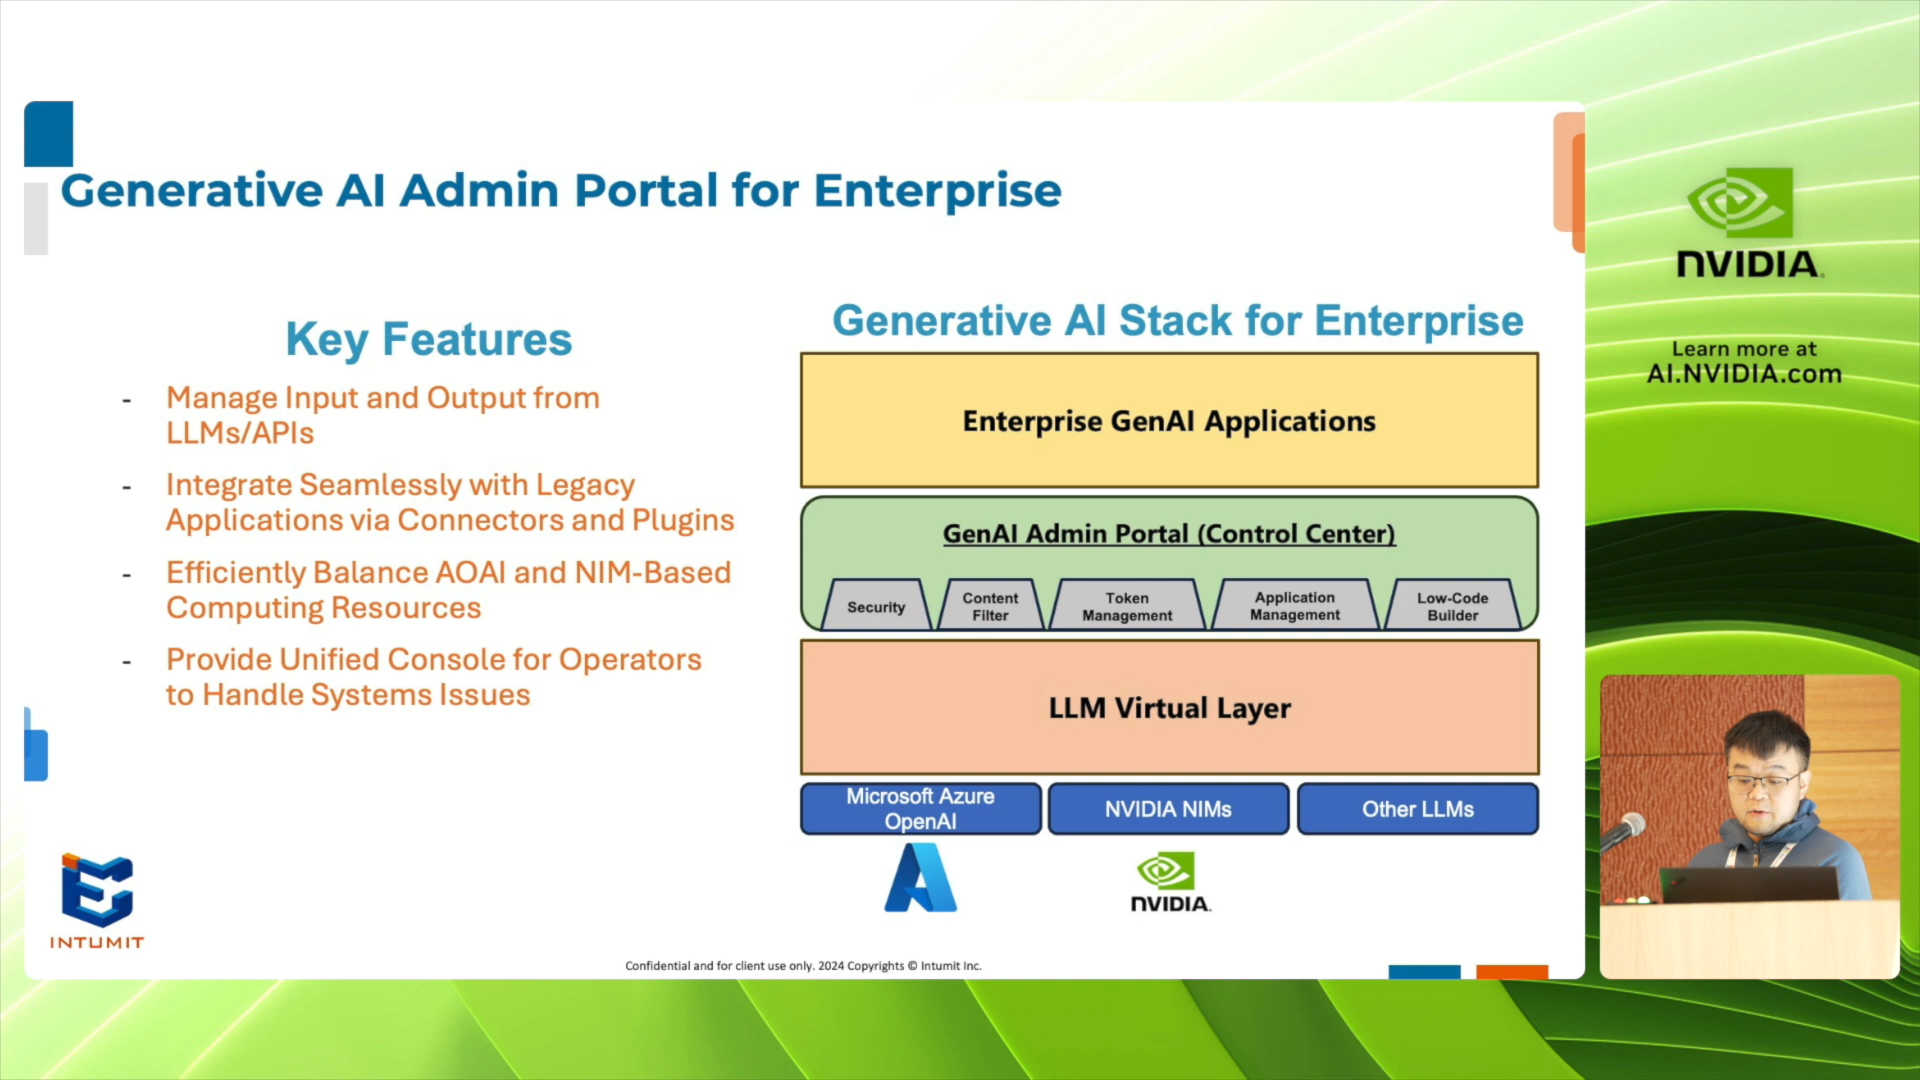 Generative AI Admin Portal for Enterprise
Key Features
- Manage Input and Output from
LLMs/APIs
- Integrate Seamlessly with Legacy
Applications via Connectors and Plugins
- Efficiently Balance AOAI and NIM-Based
Computing Resources
- Provide Unified Console for Operators
to Handle Systems Issues
Generative AI Stack for Enterprise
Enterprise GenAI Applications
GenAI Admin Portal (Control Center)
Security
Content
Filter
Token
Management
Application
Management
Low-Code
Builder
LLM Virtual Layer
Microsoft Azure
OpenAI
NVIDIA NIMs
Other LLMs
NVIDIA.
INTUMIT
Confidential and for client use only. 2024 Copyrights © Intumit Inc.
NVIDIA.
Learn more at
AI.NVIDIA.com